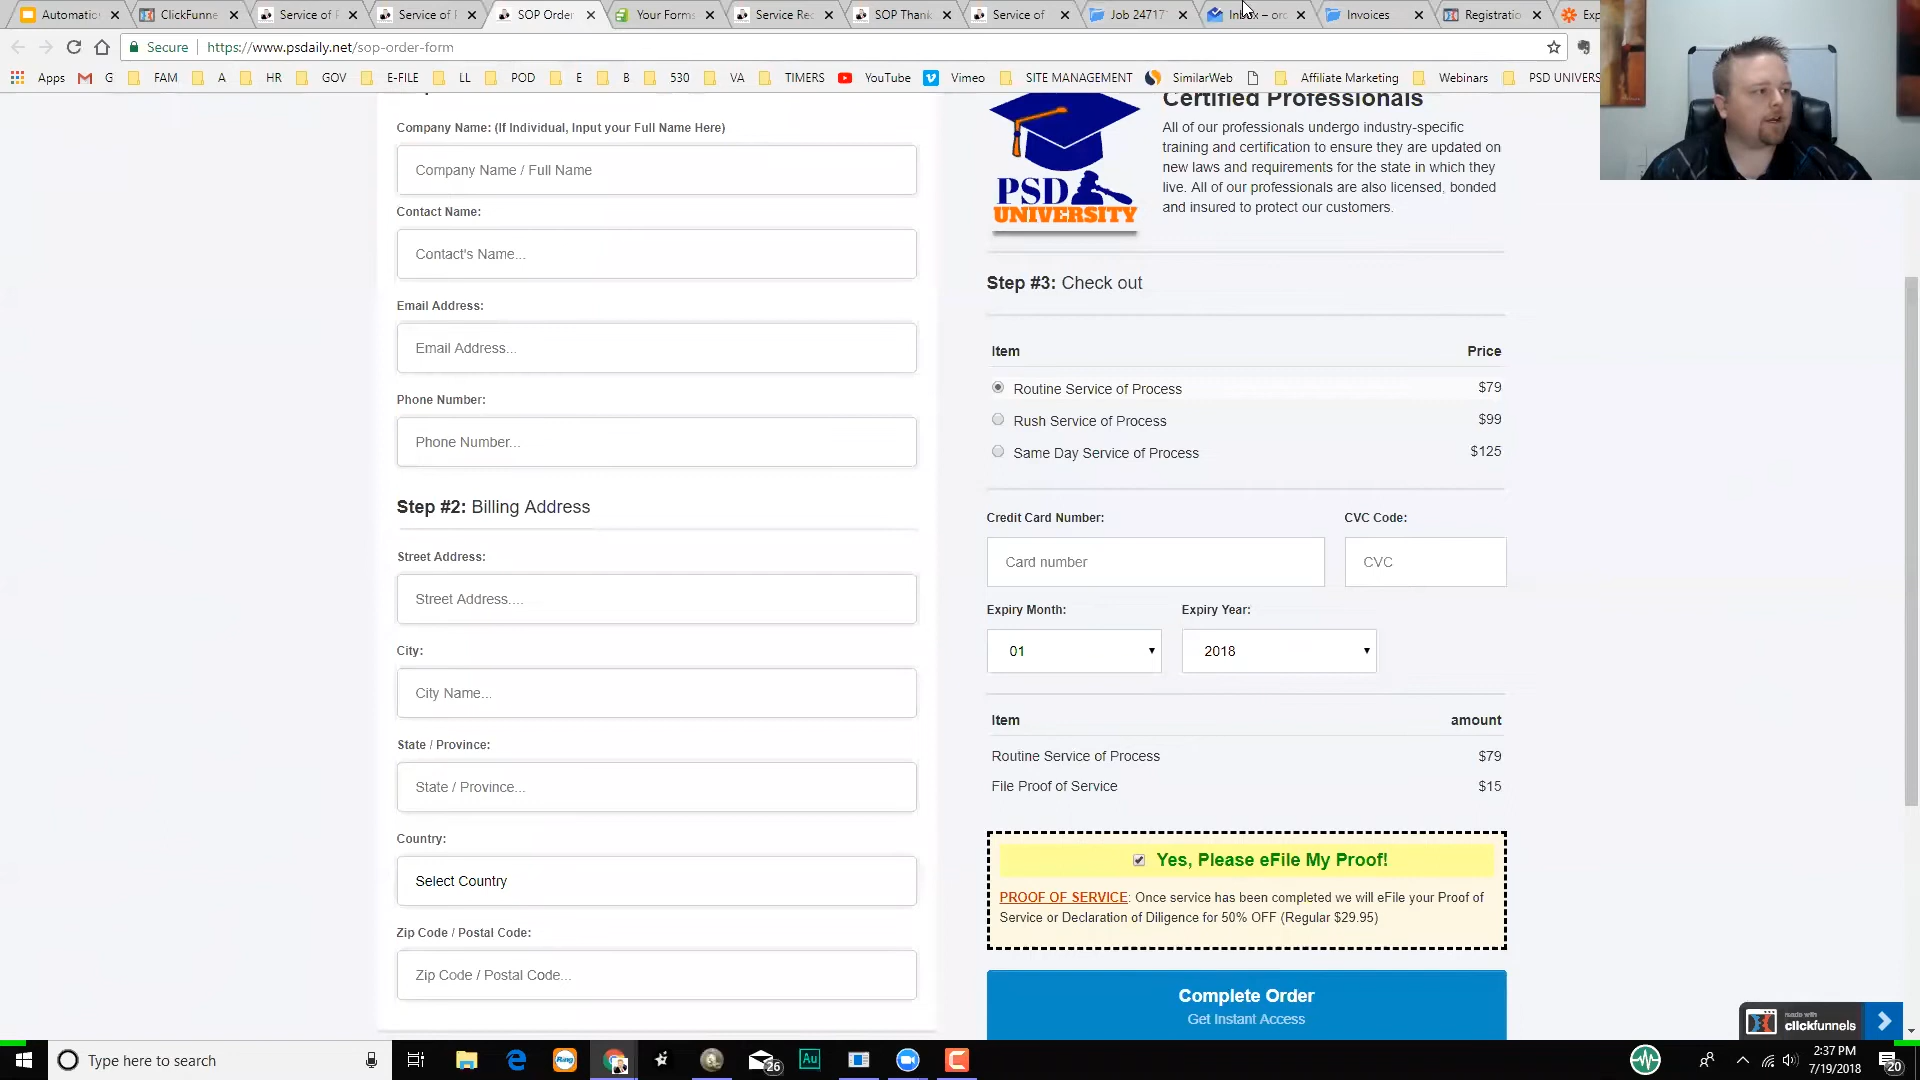 Automatic
ClickFunne
Service of P
Service of P
SOP Order
Your Forms
Service Rec
SOP Thank
Service of
Job 24717
Inbox – orc
Invoices
Registratio
Exp
Secure
https://www.psdaily.net/sop-order-form
Apps
G
FAM
A
HR
GOV
E-FILE
LL
POD
E
B
530
VA
TIMERS
YouTube
Vimeo
SITE MANAGEMENT
SimilarWeb
Affiliate Marketing
Webinars
PSD UNIVERS
Company Name: (If Individual, Input your Full Name Here)
Company Name / Full Name
Contact Name:
Contact's Name...
Email Address:
Email Address...
Phone Number:
Phone Number...
Step #2: Billing Address
Street Address:
Street Address....
City:
City Name...
State / Province:
State / Province...
Country:
Select Country
Zip Code / Postal Code:
Zip Code / Postal Code...
PSD
UNIVERSITY
Certified Professionals
All of our professionals undergo industry-specific
training and certification to ensure they are updated on
new laws and requirements for the state in which they
live. All of our professionals are also licensed, bonded
and insured to protect our customers.
Step #3: Check out
Item Price
Routine Service of Process $79
Rush Service of Process $99
Same Day Service of Process $125
Credit Card Number: CVC Code:
Card number CVC
Expiry Month: Expiry Year:
01 2018
Item amount
Routine Service of Process $79
File Proof of Service $15
Yes, Please eFile My Proof!
PROOF OF SERVICE: Once service has been completed we will eFile your Proof of
Service or Declaration of Diligence for 50% OFF (Regular $29.95)
Complete Order
Get Instant Access
made with
clickfunnels
Type here to search
Ring
26
Au
2:37 PM
7/19/2018
20